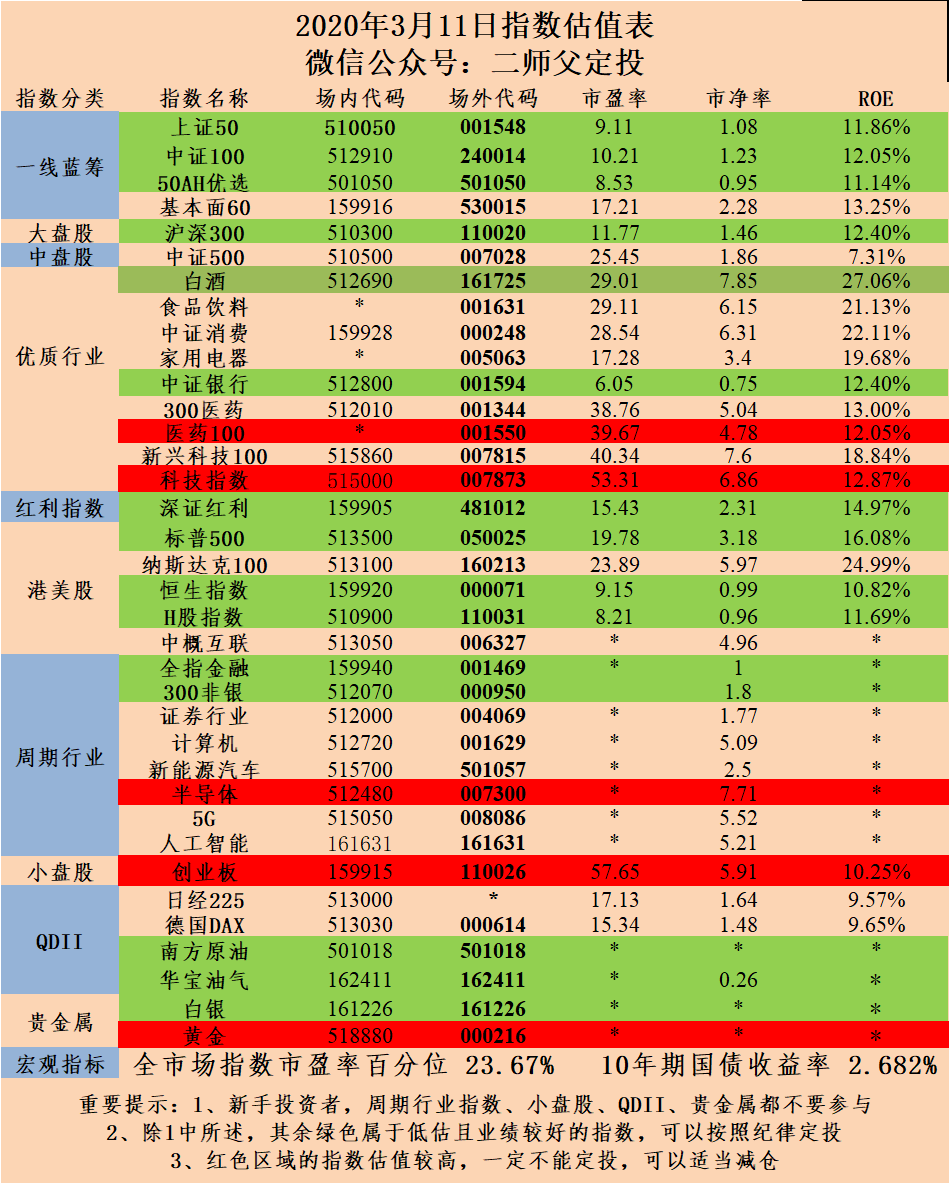 2020年3月11日指数估值表
微信公众号：二师父定投
指数分类 指数名称 场内代码 场外代码 市盈率 市净率 ROE
一线蓝筹
上证50 510050 001548 9.11 1.08 11.86%
中证100 512910 240014 10.21 1.23 12.05%
50AH优选 501050 501050 8.53 0.95 11.14%
基本面60 159916 530015 17.21 2.28 13.25%
大盘股 沪深300 510300 110020 11.77 1.46 12.40%
中盘股 中证500 510500 007028 25.45 1.86 7.31%
优质行业
白酒 512690 161725 29.01 7.85 27.06%
食品饮料 * 001631 29.11 6.15 21.13%
中证消费 159928 000248 28.54 6.31 22.11%
家用电器 * 005063 17.28 3.4 19.68%
中证银行 512800 001594 6.05 0.75 12.40%
300医药 512010 001344 38.76 5.04 13.00%
医药100 * 001550 39.67 4.78 12.05%
新兴科技100 515860 007815 40.34 7.6 18.84%
科技指数 515000 007873 53.31 6.86 12.87%
红利指数 深证红利 159905 481012 15.43 2.31 14.97%
港美股
标普500 513500 050025 19.78 3.18 16.08%
纳斯达克100 513100 160213 23.89 5.97 24.99%
恒生指数 159920 000071 9.15 0.99 10.82%
H股指数 510900 110031 8.21 0.96 11.69%
中概互联 513050 006327 * 4.96 *
周期行业
全指金融 159940 001469 * 1 *
300非银 512070 000950 1.8 *
证券行业 512000 004069 * 1.77 *
计算机 512720 001629 * 5.09 *
新能源汽车 515700 501057 * 2.5 *
半导体 512480 007300 * 7.71 *
5G 515050 008086 * 5.52 *
人工智能 161631 161631 * 5.21 *
小盘股 创业板 159915 110026 57.65 5.91 10.25%
QDII
日经225 513000 * 17.13 1.64 9.57%
德国DAX 513030 000614 15.34 1.48 9.65%
南方原油 501018 501018 * * *
华宝油气 162411 162411 * 0.26 *
贵金属
白银 161226 161226 * * *
黄金 518880 000216 * * *
宏观指标 全市场指数市盈率百分位 23.67% 10年期国债收益率 2.682%
重要提示：1、新手投资者，周期行业指数、小盘股、QDII、贵金属都不要参与
2、除1中所述，其余绿色属于低估且业绩较好的指数，可以按照纪律定投
3、红色区域的指数估值较高，一定不能定投，可以适当减仓